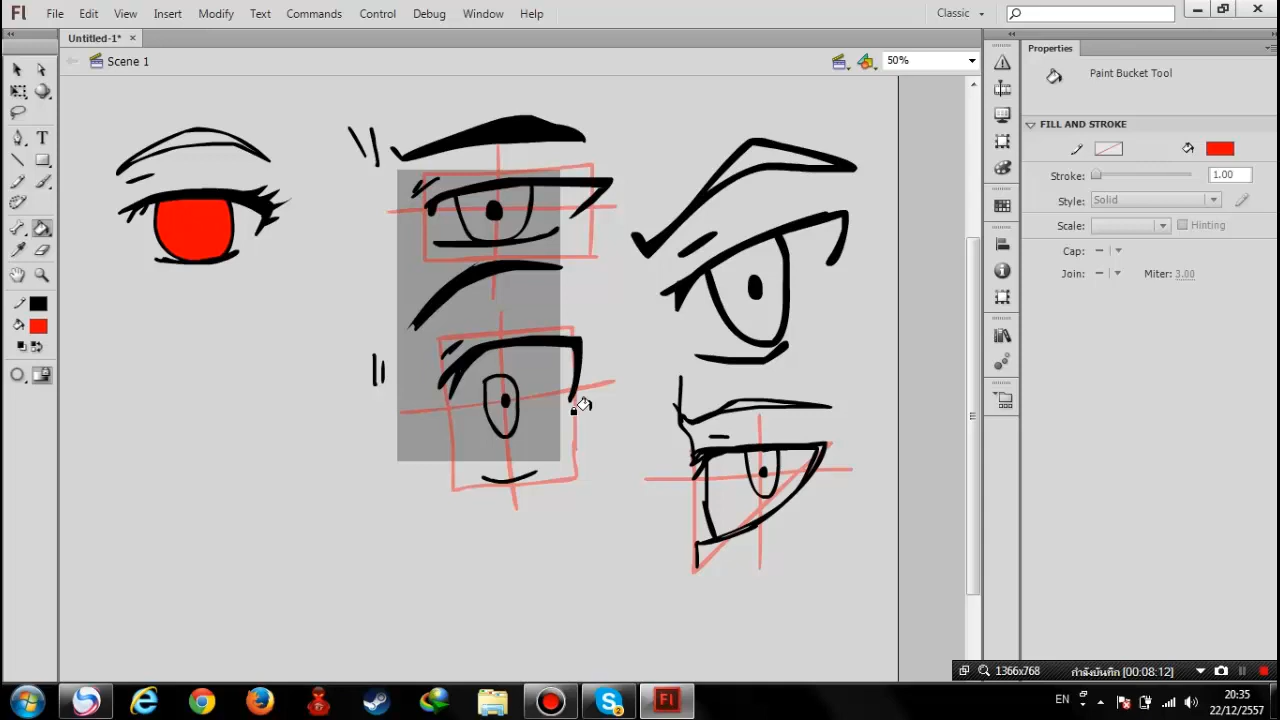 Fl File Edit View Insert Modify Text Commands Control Debug Window Help Classic
Untitled-1* ×
Scene 1 50%
Properties
Paint Bucket Tool
FILL AND STROKE
Stroke: 1.00
Style: Solid
Scale: Hinting
Cap:
Join: Miter: 3.00
T
1366x768 กำลังบันทึก [00:08:12]
S 2 Fl EN 20:35
22/12/2557